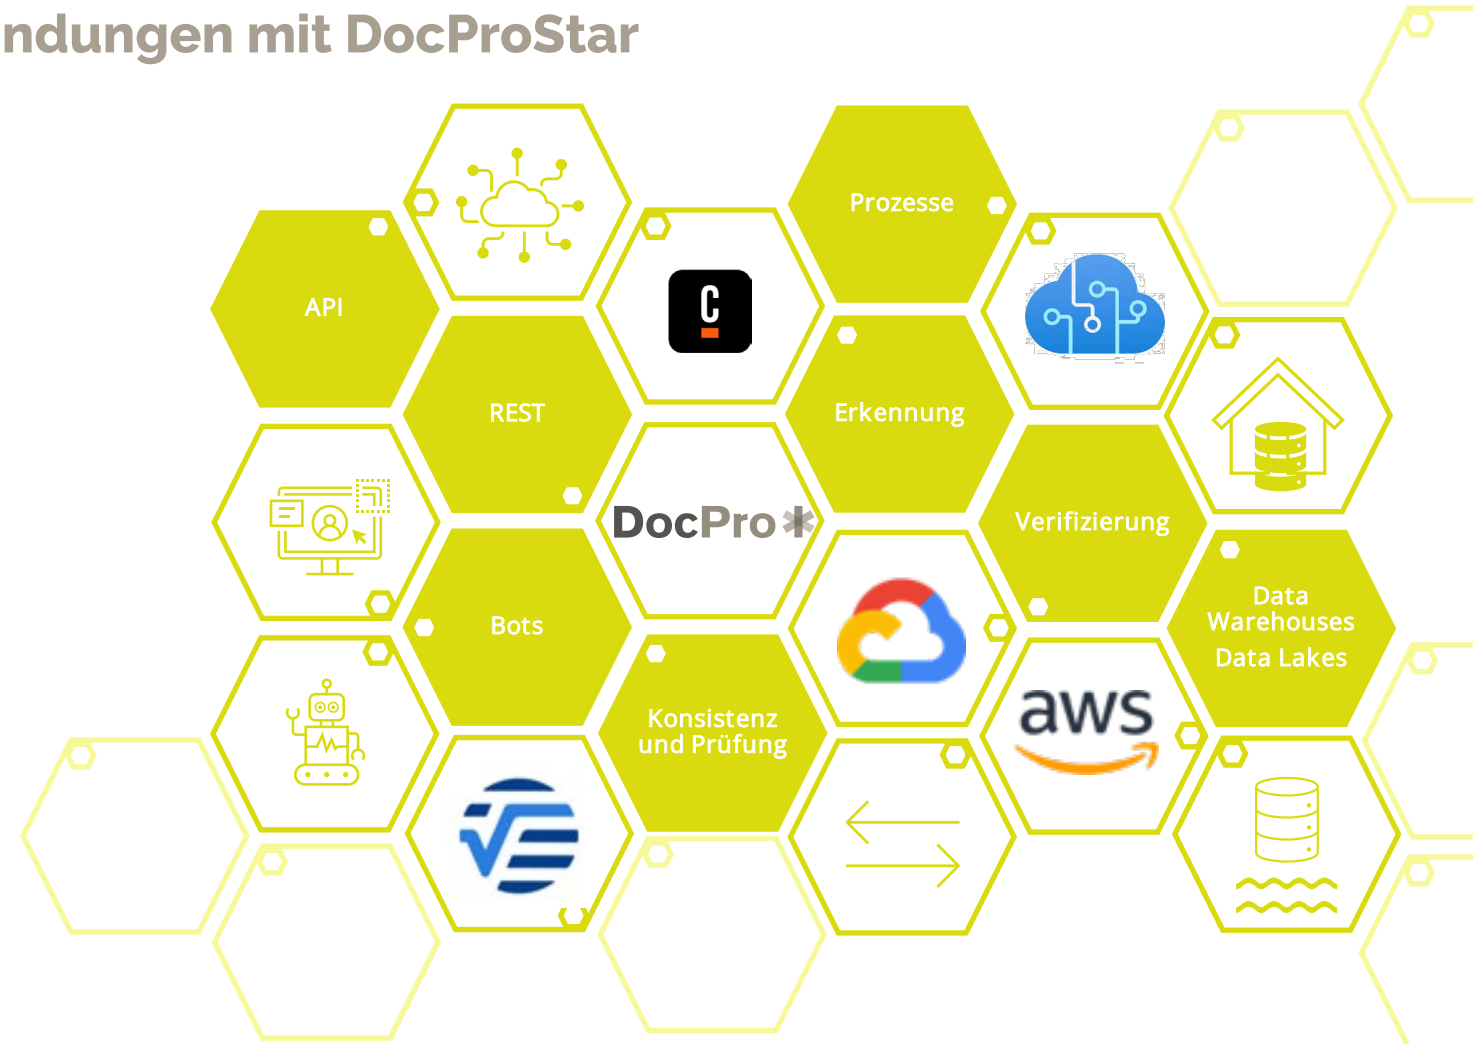 ndungen mit DocProStar
Prozesse
API
C
REST
Erkennung
DocPro*
Verifizierung
Bots
Data
Warehouses
Data Lakes
Konsistenz
und Prüfung
aws